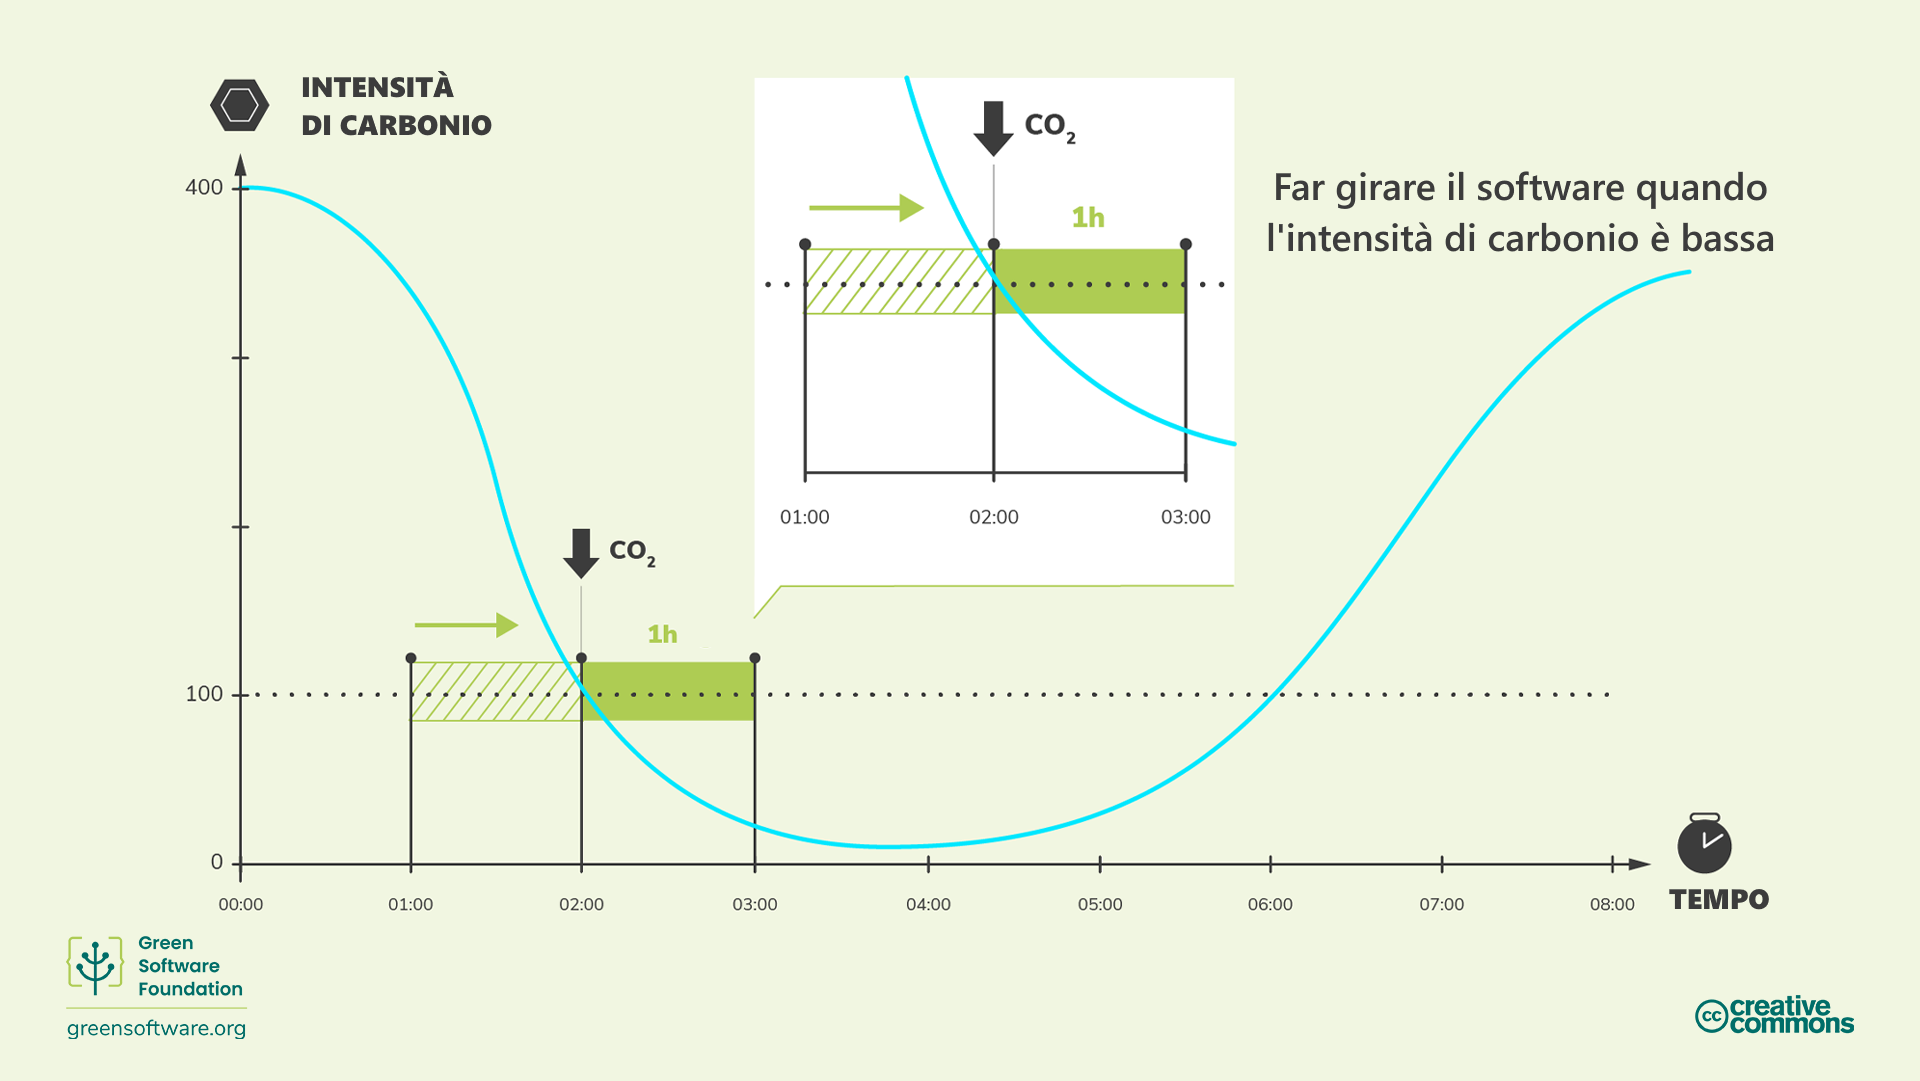 INTENSITÀ
DI CARBONIO
400
100
0
CO2
1h
01:00
02:00
03:00
Far girare il software quando
l'intensità di carbonio è bassa
CO2
1h
00:00
01:00
02:00
03:00
04:00
05:00
06:00
07:00
08:00
TEMPO
Green
Software
Foundation
greensoftware.org
cc creative
commons